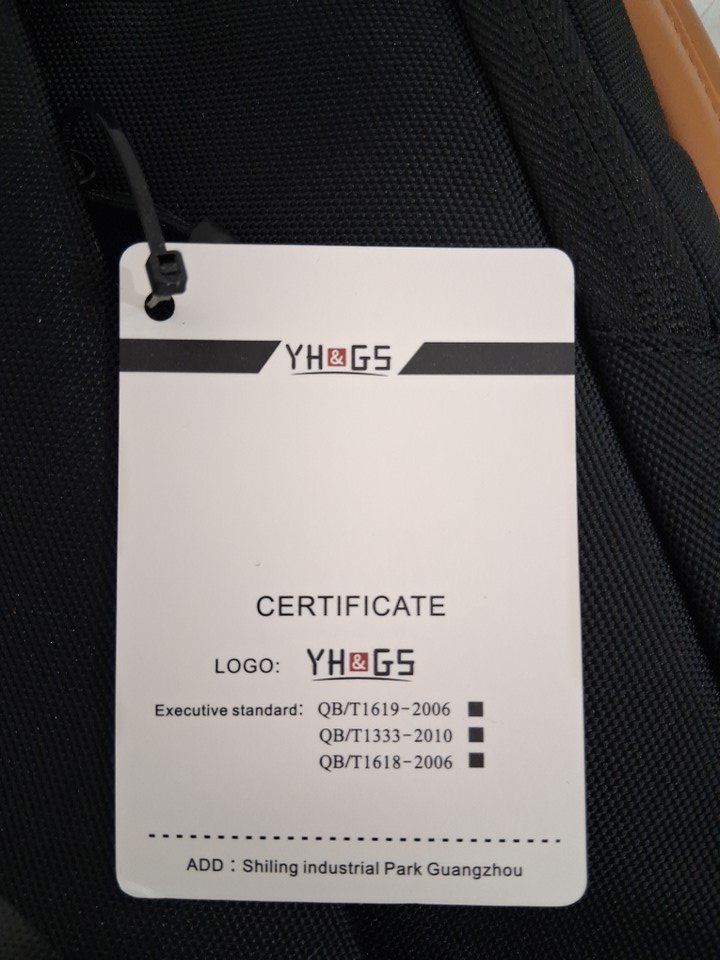 YH&GS
CERTIFICATE
LOGO: YH&GS
Executive standard: QB/T1619-2006 ■
QB/T1333-2010 ■
QB/T1618-2006 ■
ADD：Shiling industrial Park Guangzhou